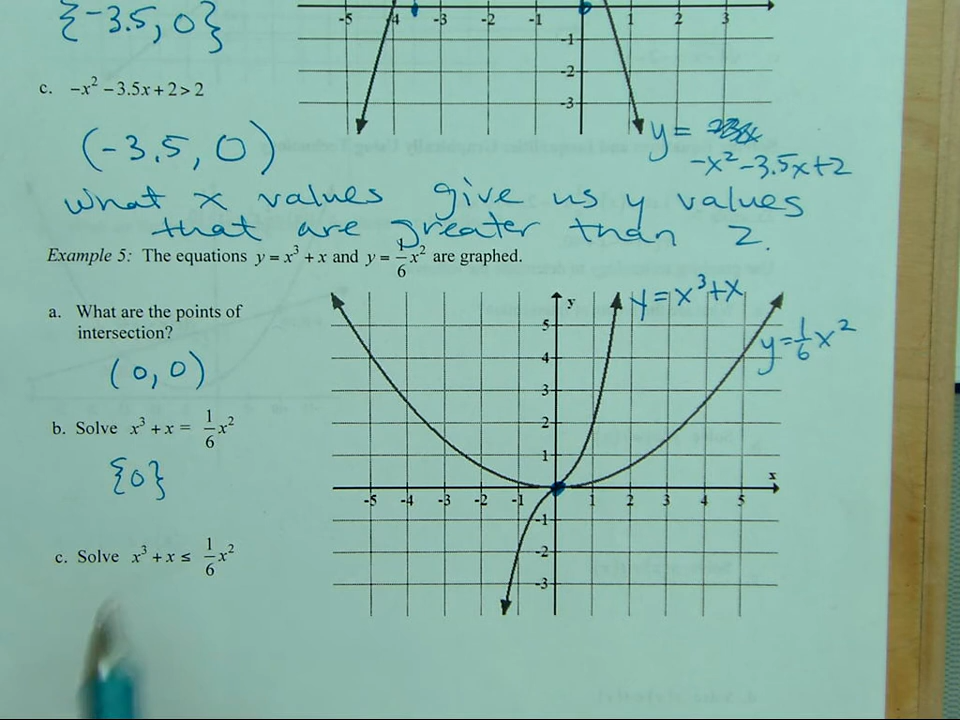 {-3.5, 0}
-5 -4 -3 -2 -1 1 2 3
-1
-2
-3
c. -x² - 3.5x + 2 > 2
(-3.5, 0)
y =
-x² - 3.5x + 2
what x values give us y values
that are greater than 2.
Example 5: The equations y = x³ + x and y = 1/6 x² are graphed.
a. What are the points of
intersection?
(0, 0)
b. Solve x³ + x = 1/6 x²
{0}
c. Solve x³ + x ≤ 1/6 x²
y = x³ + x
y = 1/6 x²
y
5
4
3
2
1
x
-5 -4 -3 -2 -1 1 2 3 4 5
-1
-2
-3